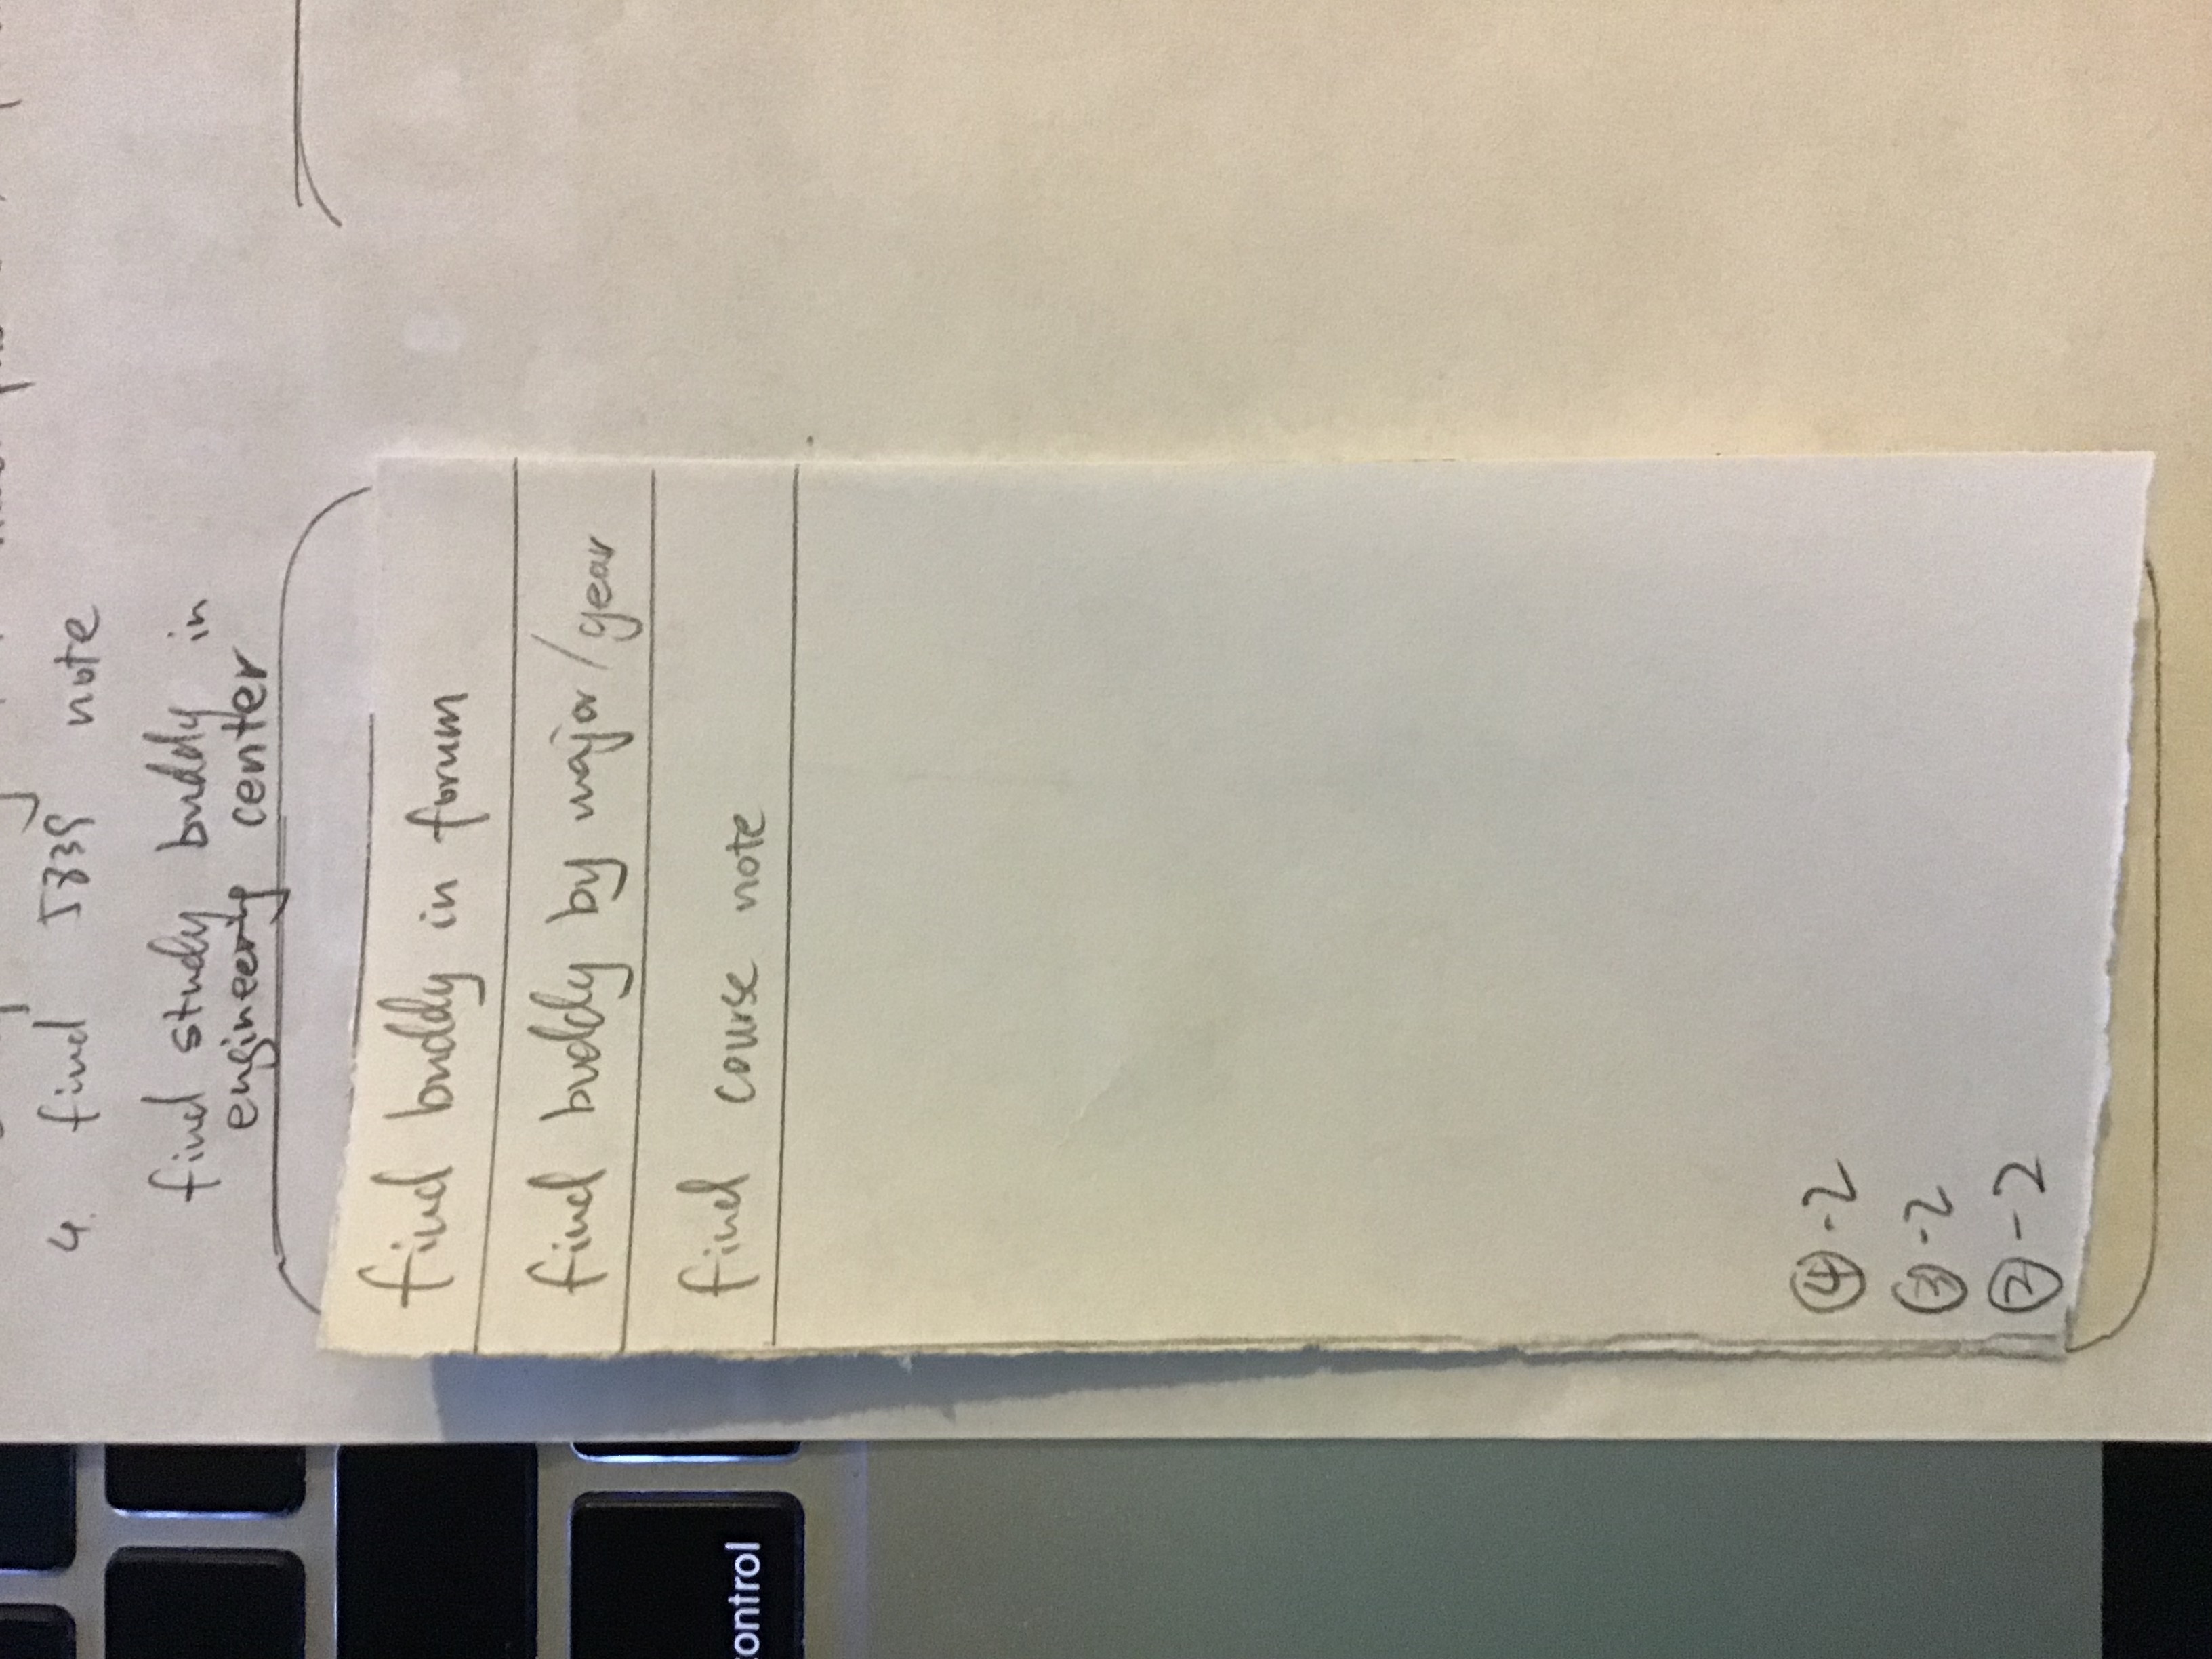 4. find 5839 note
find study buddy in
engineering center
find buddy in forum
find buddy by major/year
find course note
control
④-2
③-2
②-2